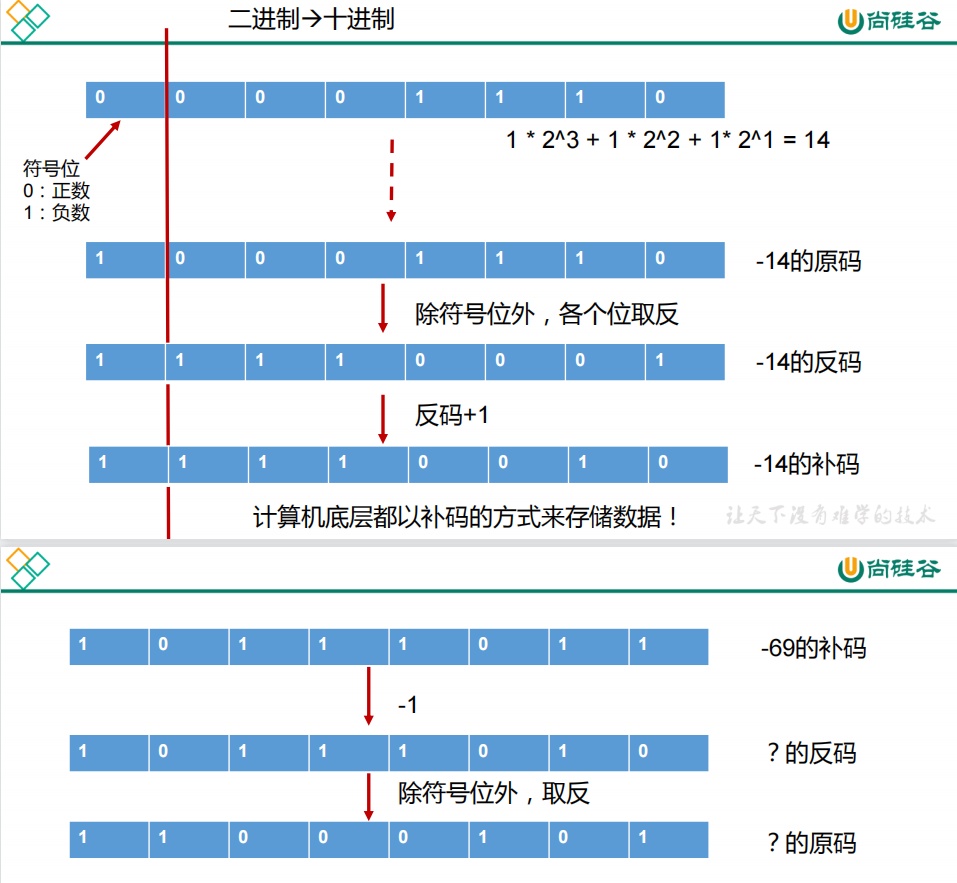 二进制→十进制
尚硅谷
0 0 0 0 1 1 1 0
1 * 2^3 + 1 * 2^2 + 1* 2^1 = 14
符号位
0：正数
1：负数
1 0 0 0 1 1 1 0 -14的原码
除符号位外，各个位取反
1 1 1 1 0 0 0 1 -14的反码
反码+1
1 1 1 1 0 0 1 0 -14的补码
计算机底层都以补码的方式来存储数据！
让天下没有难学的技术
尚硅谷
1 0 1 1 1 0 1 1 -69的补码
-1
1 0 1 1 1 0 1 0 ？的反码
除符号位外，取反
1 1 0 0 0 1 0 1 ？的原码